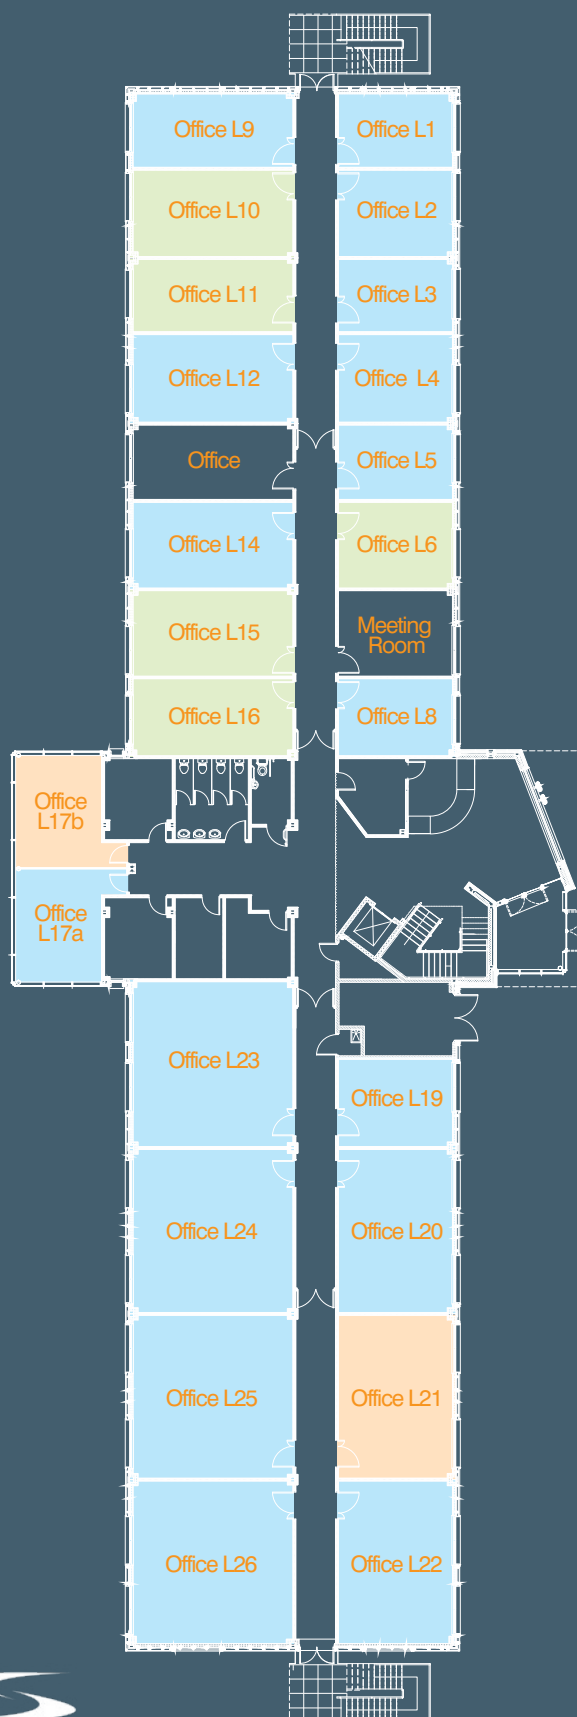 Office L9
Office L1
Office L10
Office L2
Office L11
Office L3
Office L12
Office L4
Office
Office L5
Office L14
Office L6
Office L15
Meeting
Room
Office L16
Office L8
Office
L17b
Office
L17a
Office L23
Office L19
Office L24
Office L20
Office L25
Office L21
Office L26
Office L22